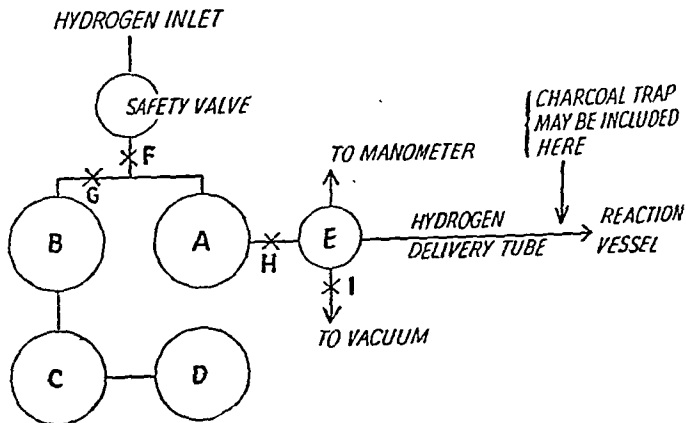 HYDROGEN INLET
SAFETY VALVE
F
G
CHARCOAL TRAP
MAY BE INCLUDED
HERE
TO MANOMETER
B
A
H
E
HYDROGEN
DELIVERY TUBE
REACTION
VESSEL
I
TO VACUUM
C
D